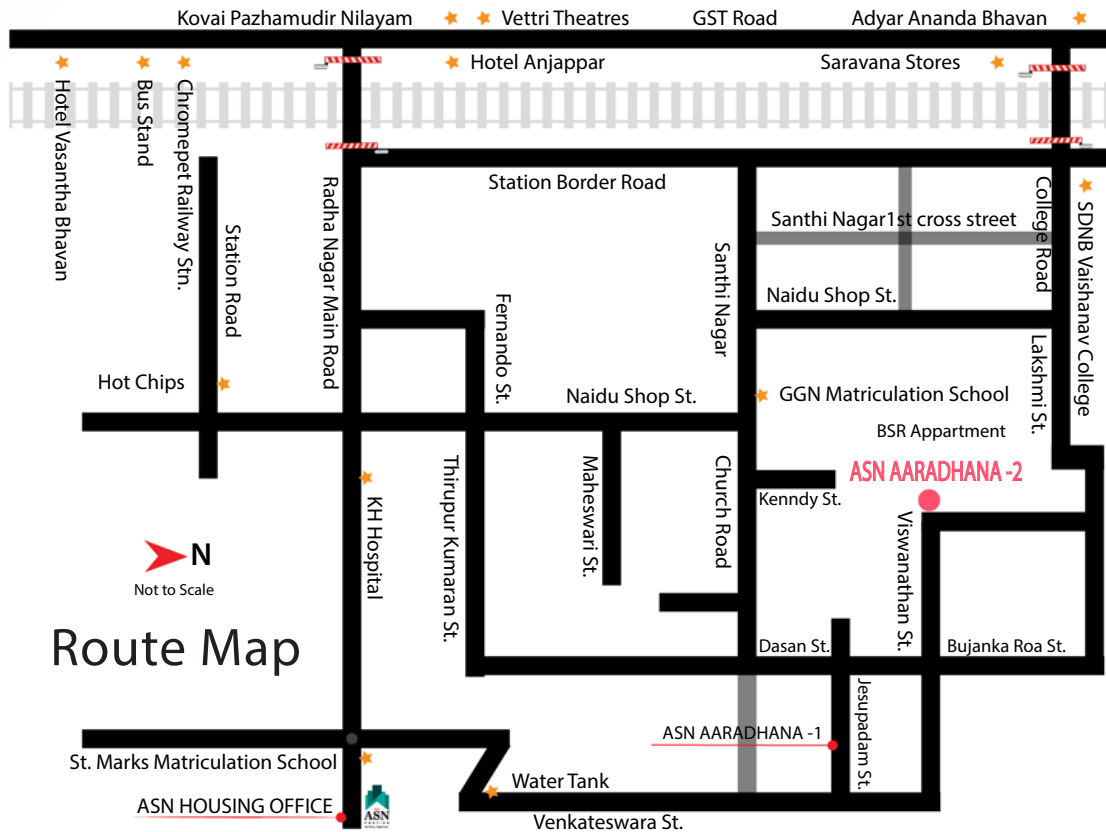 Kovai Pazhamudir Nilayam
Vettri Theatres
GST Road
Adyar Ananda Bhavan
Hotel Anjappar
Saravana Stores
Hotel Vasantha Bhavan
Bus Stand
Chromepet Railway Stn.
Station Road
Radha Nagar Main Road
Station Border Road
Santhi Nagar
Santhi Nagar1st cross street
College Road
SDNB Vaishanav College
Naidu Shop St.
Fernando St.
Lakshmi St.
Hot Chips
Naidu Shop St.
GGN Matriculation School
BSR Appartment
ASN AARADHANA -2
KH Hospital
Thirupur Kumaran St.
Maheswari St.
Church Road
Kenndy St.
Viswanathan St.
N
Not to Scale
Route Map
Dasan St.
Bujanka Roa St.
Jesupadam St.
ASN AARADHANA -1
St. Marks Matriculation School
Water Tank
ASN HOUSING OFFICE
ASN
Venkateswara St.